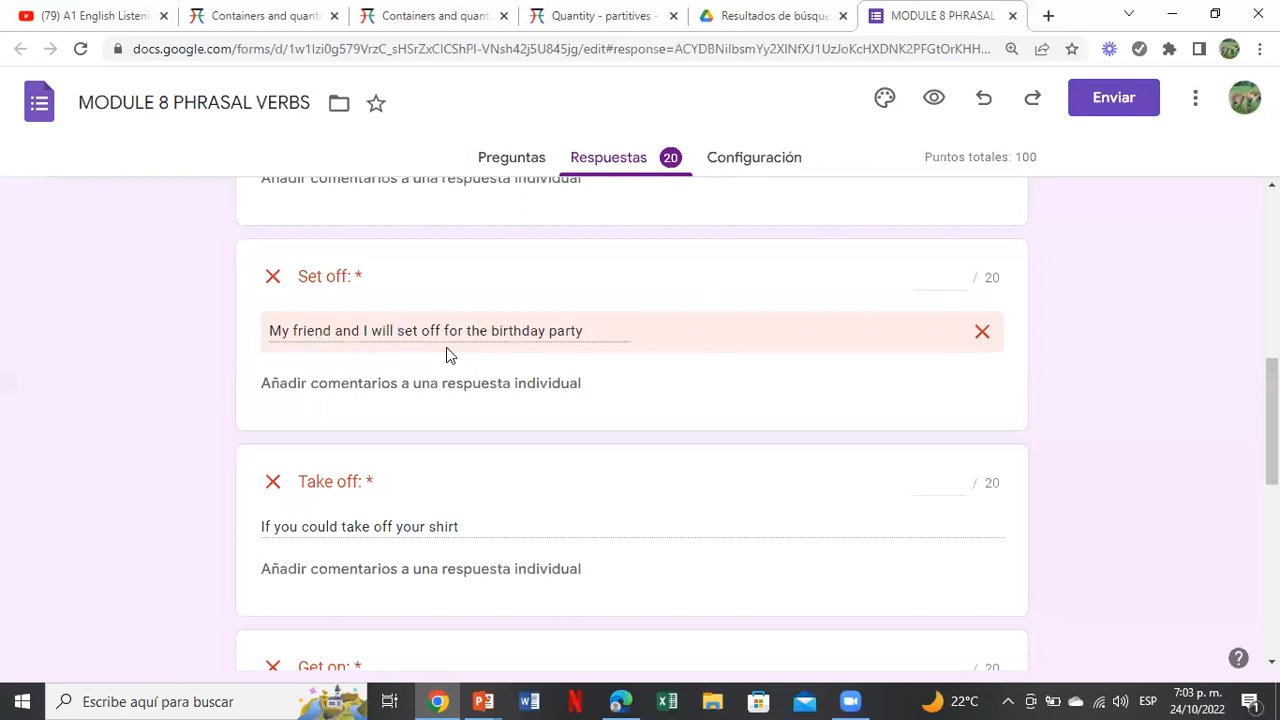 (79) A1 English Listeni
Containers and quant
Containers and quant
Quantity - partitives -
Resultados de búsque
MODULE 8 PHRASAL
docs.google.com/forms/d/1w1Izi0g579VrzC_sHSrZxCICShPI-VNsh42j5U845jg/edit#response=ACYDBNiIbsnYy2XINfXJ1UzJoKcHXDNK2PFGtOrKHH...
MODULE 8 PHRASAL VERBS
Enviar
Preguntas
Respuestas 20
Configuración
Puntos totales: 100
Añadir comentarios a una respuesta individual
Set off: *
/ 20
My friend and I will set off for the birthday party
Añadir comentarios a una respuesta individual
Take off: *
/ 20
If you could take off your shirt
Añadir comentarios a una respuesta individual
Get on: *
/ 20
Escribe aquí para buscar
22°C
ESP
7:03 p. m.
24/10/2022
1